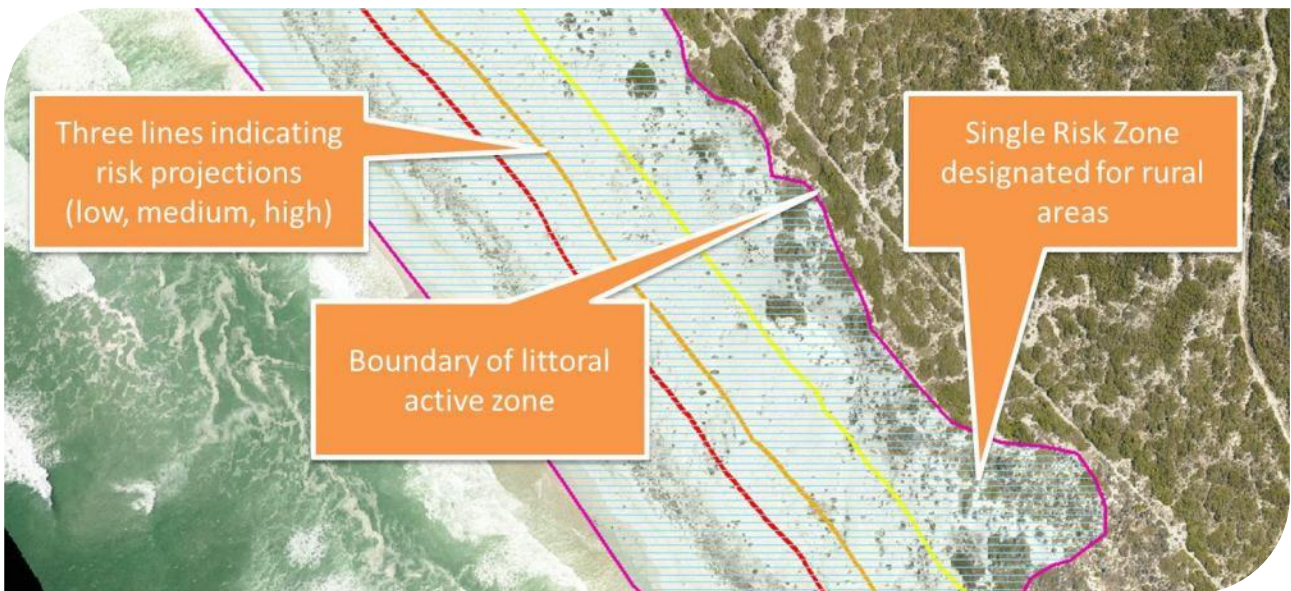 Three lines indicating
risk projections
(low, medium, high)
Boundary of littoral
active zone
Single Risk Zone
designated for rural
areas